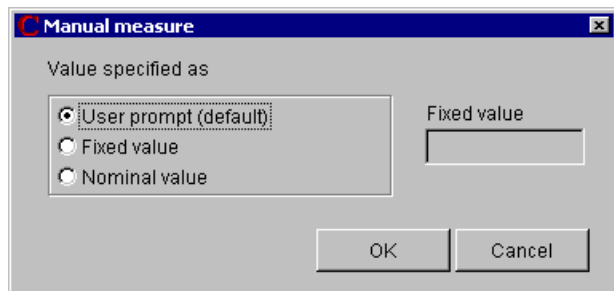 Manual measure
Value specified as
User prompt (default)
Fixed value
Nominal value
Fixed value
OK
Cancel